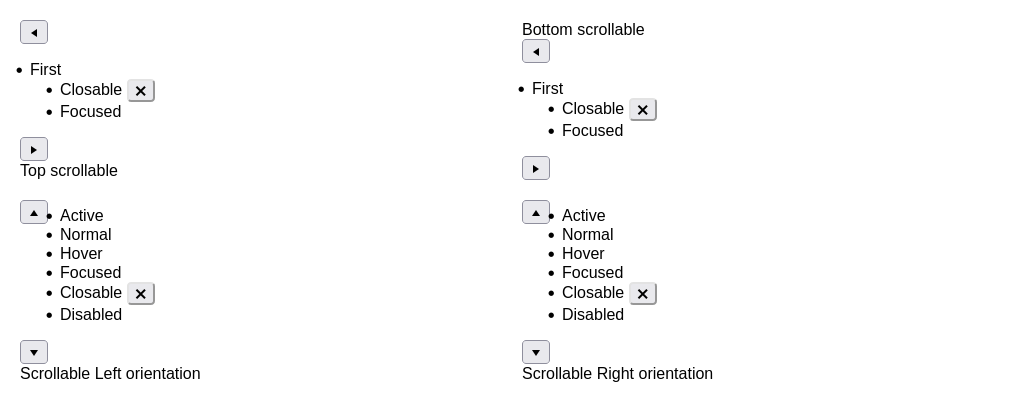 First
Closable
Focused
Top scrollable
Bottom scrollable
First
Closable
Focused
Active
Normal
Hover
Focused
Closable
Disabled
Scrollable Left orientation
Active
Normal
Hover
Focused
Closable
Disabled
Scrollable Right orientation